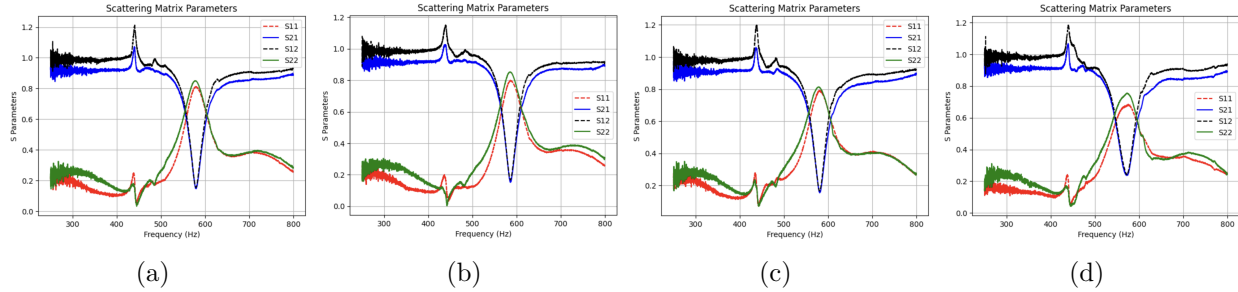 Scattering Matrix Parameters
1.2
1.0
0.8
0.6
0.4
0.2
0.0
S Parameters
S11
S21
S12
S22
300 400 500 600 700 800
Frequency (Hz)
(a)
Scattering Matrix Parameters
1.2
1.0
0.8
0.6
0.4
0.2
0.0
S Parameters
S11
S21
S12
S22
300 400 500 600 700 800
Frequency (Hz)
(b)
Scattering Matrix Parameters
1.2
1.0
0.8
0.6
0.4
0.2
S Parameters
S11
S21
S12
S22
300 400 500 600 700 800
Frequency (Hz)
(c)
Scattering Matrix Parameters
1.2
1.0
0.8
0.6
0.4
0.2
0.0
S Parameters
S11
S21
S12
S22
300 400 500 600 700 800
Frequency (Hz)
(d)